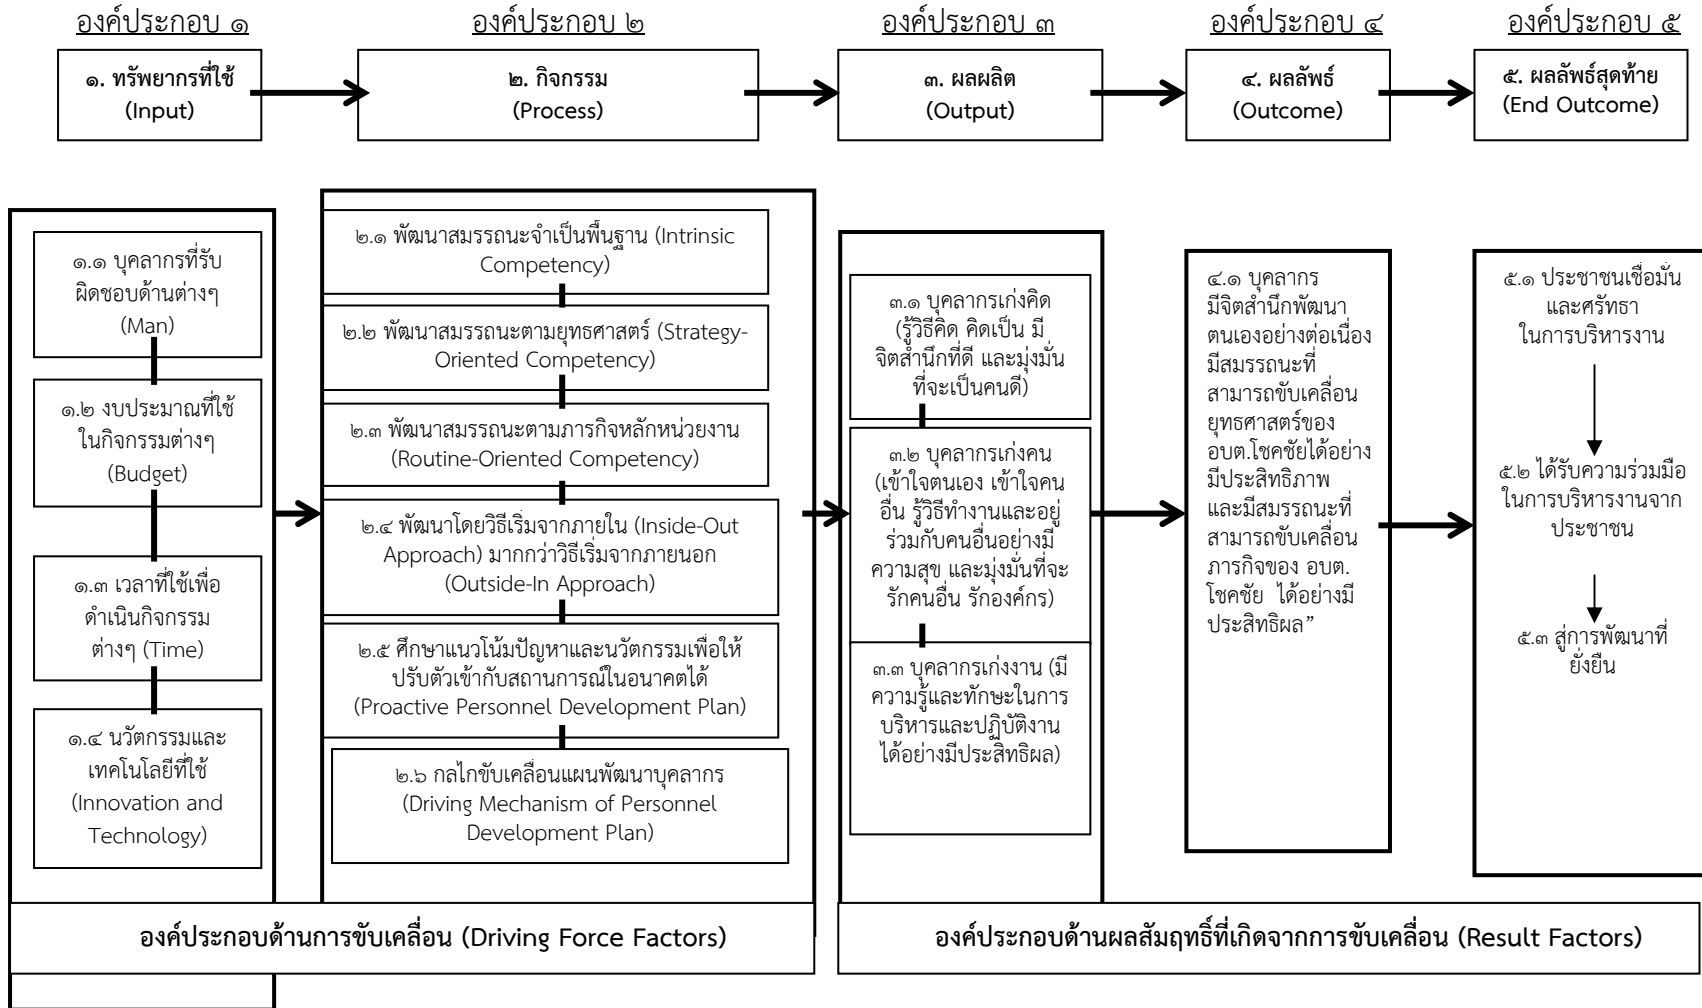 องค์ประกอบ ๑
องค์ประกอบ ๒
องค์ประกอบ ๓
องค์ประกอบ ๔
องค์ประกอบ ๕
๑. ทรัพยากรที่ใช้
(Input)
๒. กิจกรรม
(Process)
๓. ผลผลิต
(Output)
๔. ผลลัพธ์
(Outcome)
๕. ผลลัพธ์สุดท้าย
(End Outcome)
๑.๑ บุคลากรที่รับ
ผิดชอบด้านต่างๆ
(Man)
๑.๒ งบประมาณที่ใช้
ในกิจกรรมต่างๆ
(Budget)
๑.๓ เวลาที่ใช้เพื่อ
ดำเนินกิจกรรม
ต่างๆ (Time)
๑.๔ นวัตกรรมและ
เทคโนโลยีที่ใช้
(Innovation and
Technology)
๒.๑ พัฒนาสมรรถนะจำเป็นพื้นฐาน (Intrinsic
Competency)
๒.๒ พัฒนาสมรรถนะตามยุทธศาสตร์ (Strategy-
Oriented Competency)
๒.๓ พัฒนาสมรรถนะตามภารกิจหลักหน่วยงาน
(Routine-Oriented Competency)
๒.๔ พัฒนาโดยวิธีเริ่มจากภายใน (Inside-Out
Approach) มากกว่าวิธีเริ่มจากภายนอก
(Outside-In Approach)
๒.๕ ศึกษาแนวโน้มปัญหาและนวัตกรรมเพื่อให้
ปรับตัวเข้ากับสถานการณ์ในอนาคตได้
(Proactive Personnel Development Plan)
๒.๖ กลไกขับเคลื่อนแผนพัฒนาบุคลากร
(Driving Mechanism of Personnel
Development Plan)
๓.๑ บุคลากรเก่งคิด
(รู้วิธีคิด คิดเป็น มี
จิตสำนึกที่ดี และมุ่งมั่น
ที่จะเป็นคนดี)
๓.๒ บุคลากรเก่งคน
(เข้าใจตนเอง เข้าใจคน
อื่น รู้วิธีทำงานและอยู่
ร่วมกับคนอื่นอย่างมี
ความสุข และมุ่งมั่นที่จะ
รักคนอื่น รักองค์กร)
๓.๓ บุคลากรเก่งงาน (มี
ความรู้และทักษะในการ
บริหารและปฏิบัติงาน
ได้อย่างมีประสิทธิผล)
๔.๑ บุคลากร
มีจิตสำนึกพัฒนา
ตนเองอย่างต่อเนื่อง
มีสมรรถนะที่
สามารถขับเคลื่อน
ยุทธศาสตร์ของ
อบต.โชคชัยได้อย่าง
มีประสิทธิภาพ
และมีสมรรถนะที่
สามารถขับเคลื่อน
ภารกิจของ อบต.
โชคชัย ได้อย่างมี
ประสิทธิผล”
๕.๑ ประชาชนเชื่อมั่น
และศรัทธา
ในการบริหารงาน
๕.๒ ได้รับความร่วมมือ
ในการบริหารงานจาก
ประชาชน
๕.๓ สู่การพัฒนาที่
ยั่งยืน
องค์ประกอบด้านการขับเคลื่อน (Driving Force Factors)
องค์ประกอบด้านผลสัมฤทธิ์ที่เกิดจากการขับเคลื่อน (Result Factors)